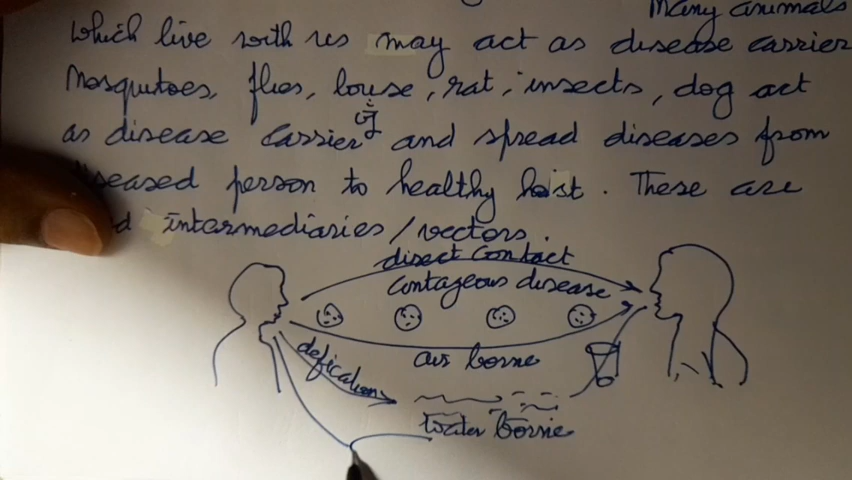 Many animals
which live with us may act as disease carrier
Mosquitoes, flies, louse, rat, insects, dog act
as disease carrier and spread diseases from
diseased person to healthy host. These are
intermediaries/vectors.
direct contact
contageous disease
air borne
defication
water borne